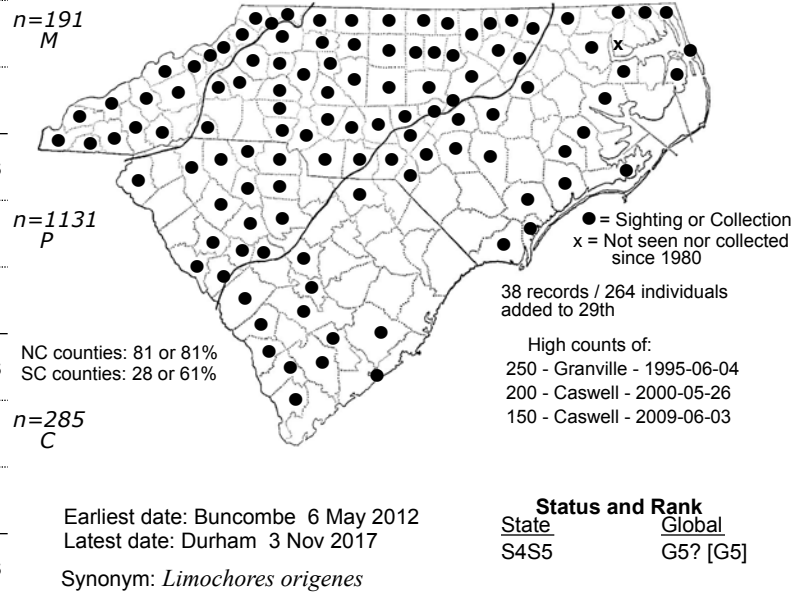 n=191
M
x
n=1131
P
● = Sighting or Collection
x = Not seen nor collected
since 1980
38 records / 264 individuals
added to 29th
NC counties: 81 or 81%
SC counties: 28 or 61%
High counts of:
250 - Granville - 1995-06-04
200 - Caswell - 2000-05-26
150 - Caswell - 2009-06-03
n=285
C
Earliest date: Buncombe 6 May 2012
Latest date: Durham 3 Nov 2017
Synonym: Limochores origenes
Status and Rank
State Global
S4S5 G5? [G5]